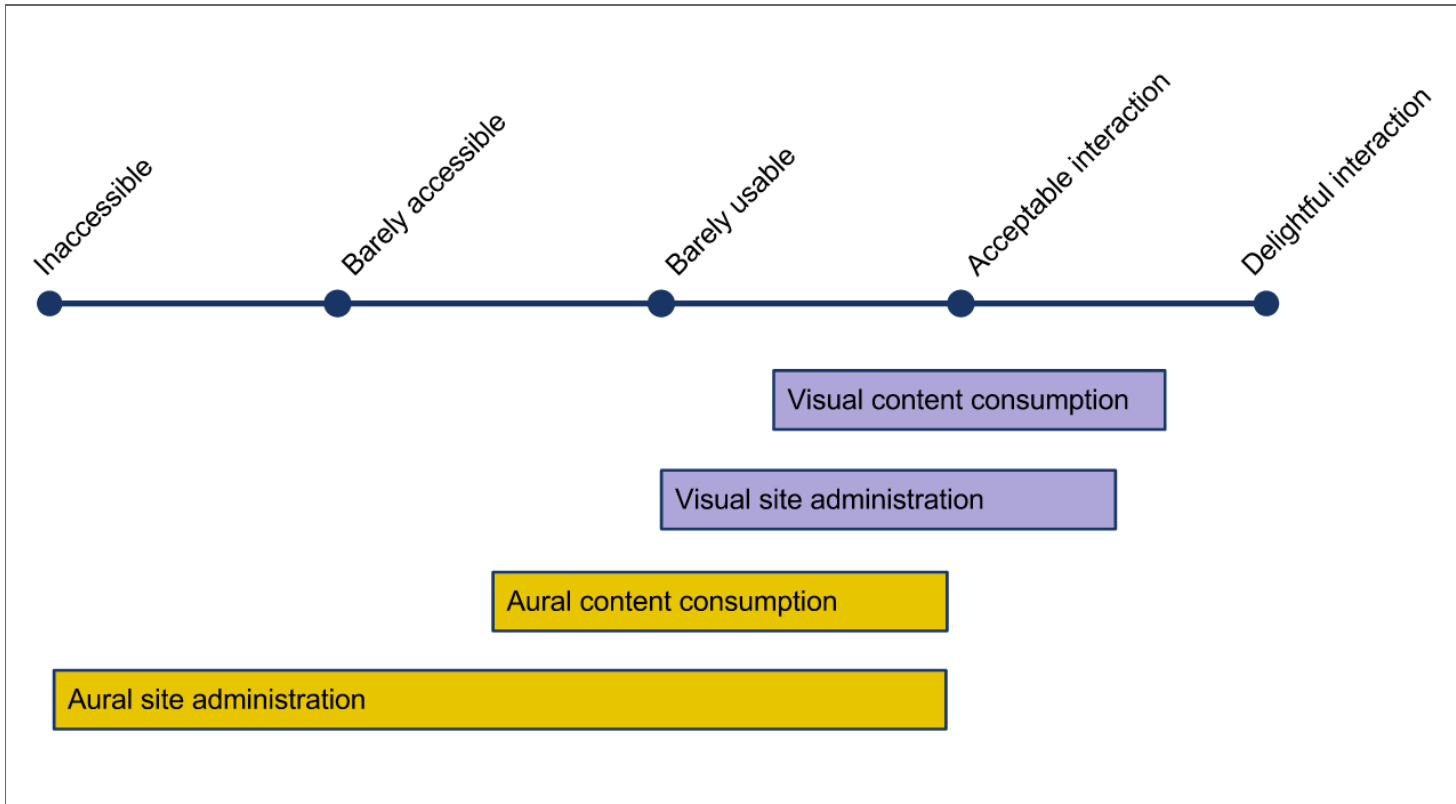 Inaccessible
Barely accessible
Barely usable
Acceptable interaction
Delightful interaction
Visual content consumption
Visual site administration
Aural content consumption
Aural site administration